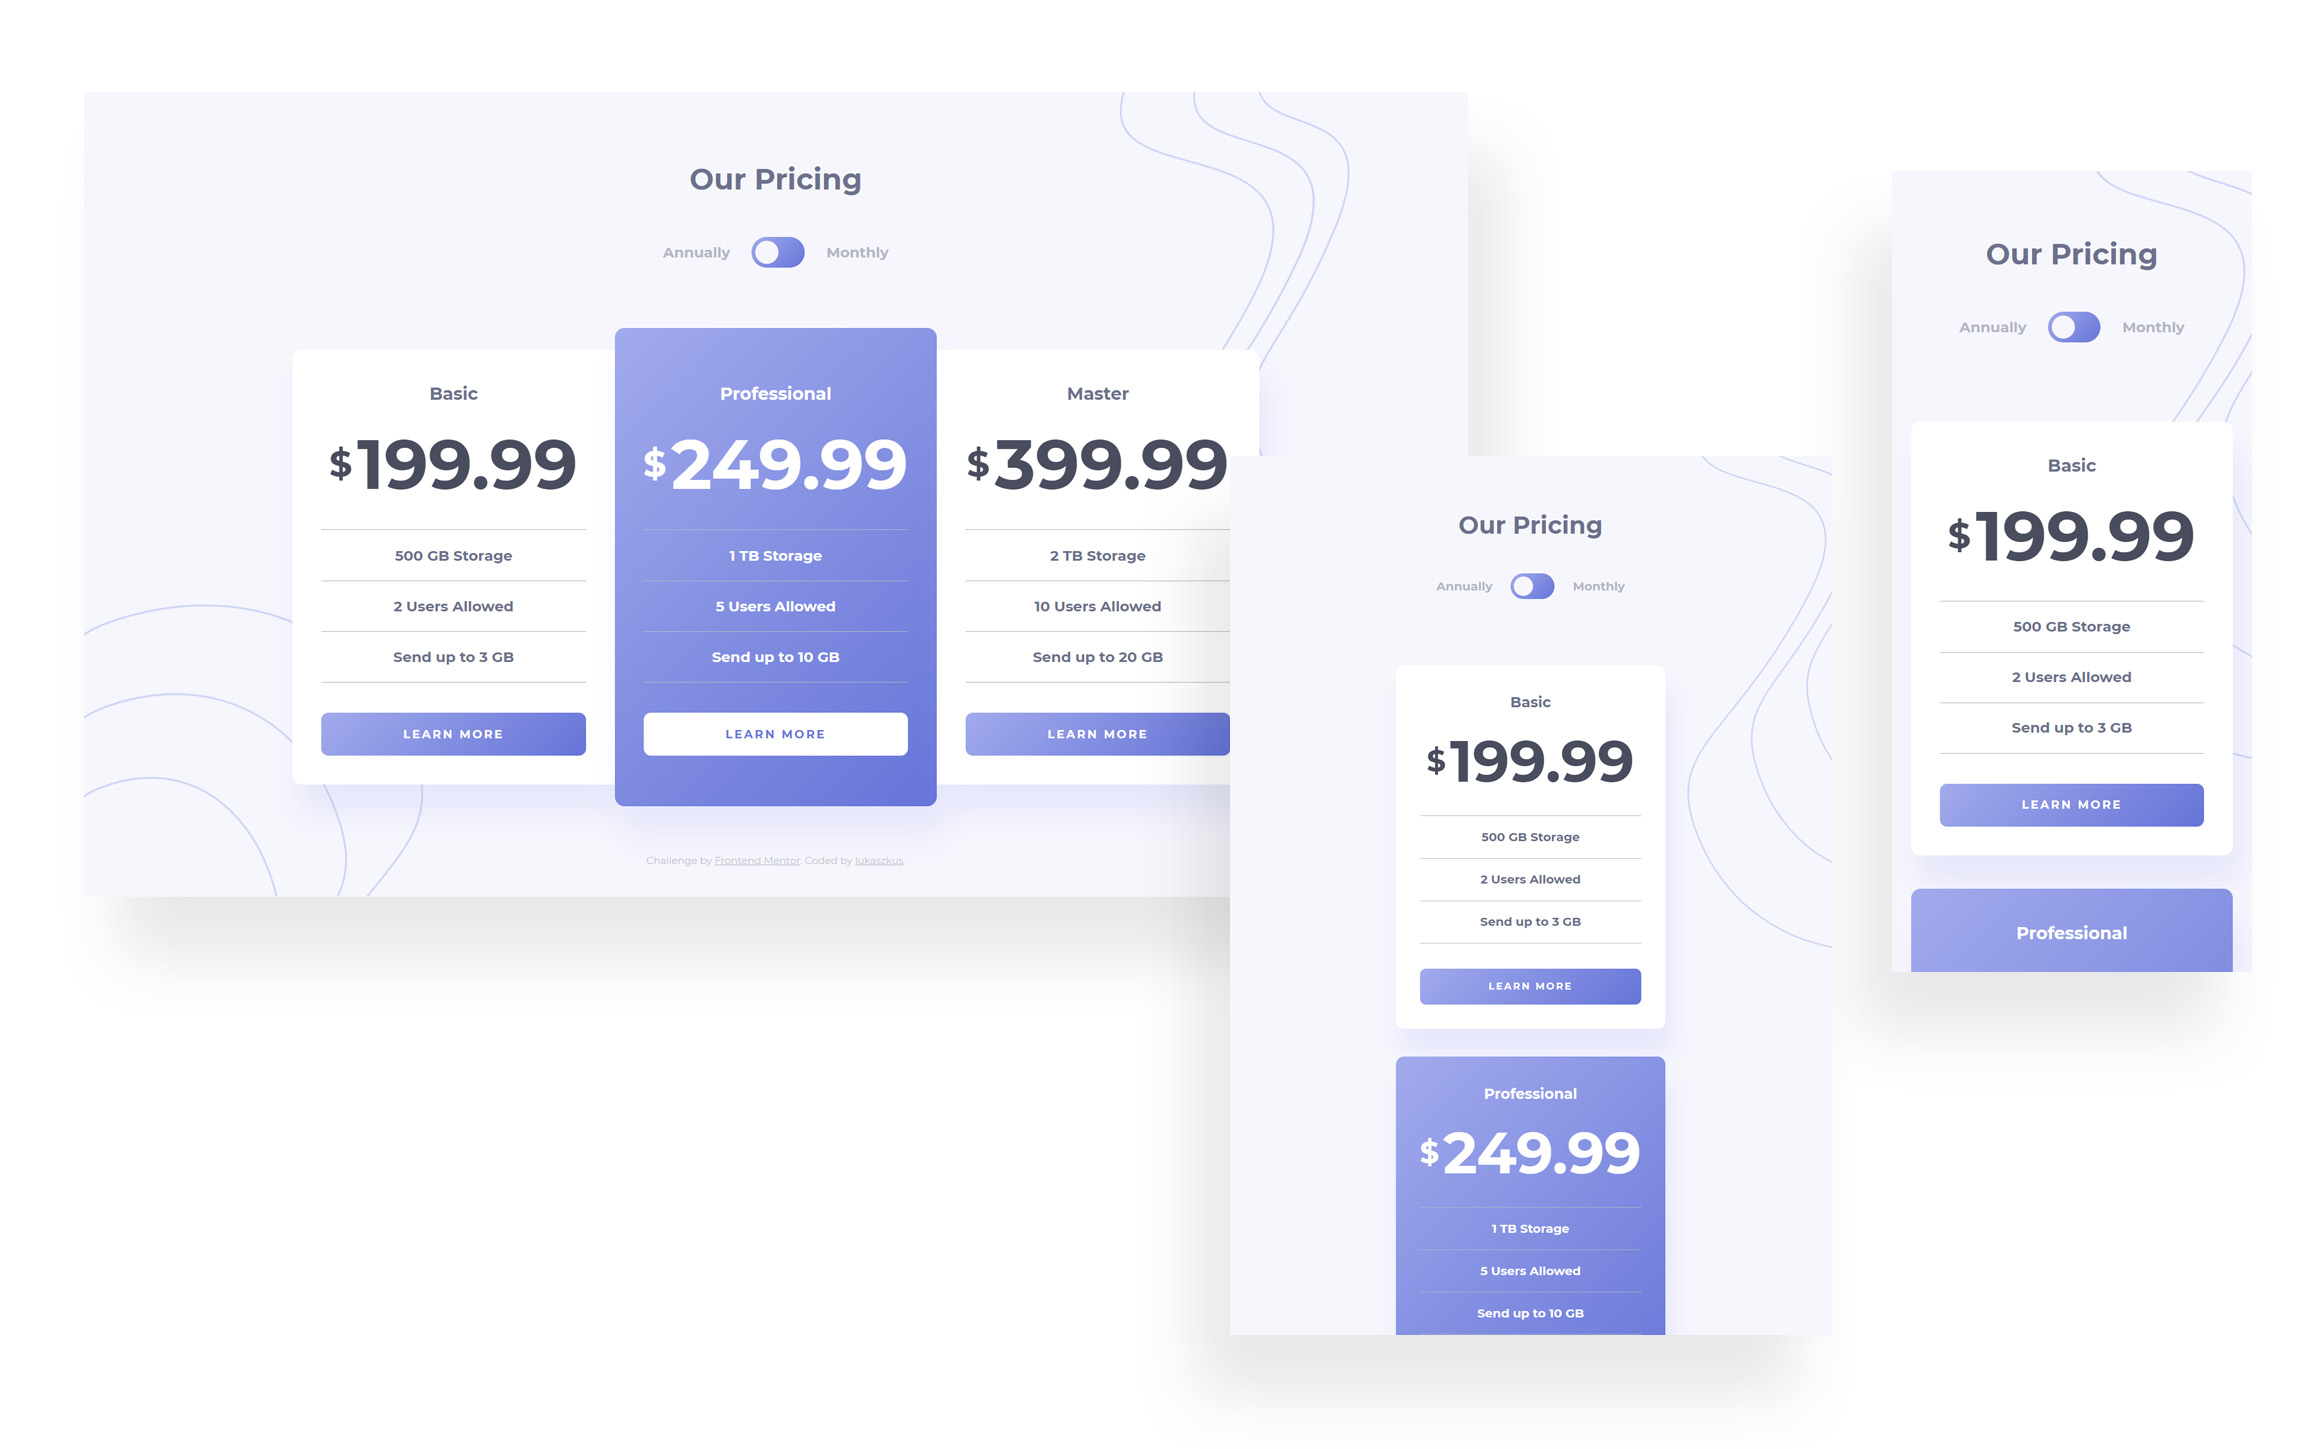 Our Pricing
Annually Monthly
Basic
$199.99
500 GB Storage
2 Users Allowed
Send up to 3 GB
LEARN MORE
Professional
$249.99
1 TB Storage
5 Users Allowed
Send up to 10 GB
LEARN MORE
Master
$399.99
2 TB Storage
10 Users Allowed
Send up to 20 GB
LEARN MORE
Challenge by Frontend Mentor. Coded by lukaszkus.
Our Pricing
Annually Monthly
Basic
$199.99
500 GB Storage
2 Users Allowed
Send up to 3 GB
LEARN MORE
Professional
$249.99
1 TB Storage
5 Users Allowed
Send up to 10 GB
Our Pricing
Annually Monthly
Basic
$199.99
500 GB Storage
2 Users Allowed
Send up to 3 GB
LEARN MORE
Professional